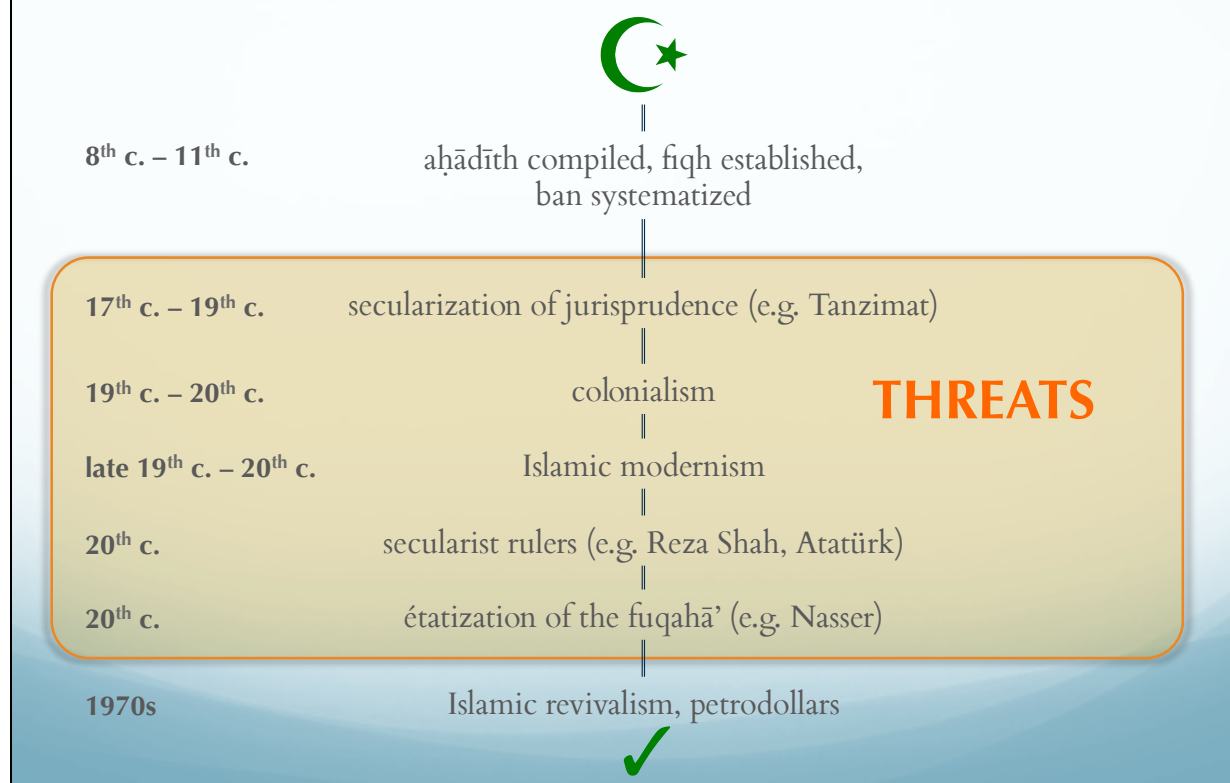 8th c. – 11th c. aḥādīth compiled, fiqh established,
ban systematized
17th c. – 19th c. secularization of jurisprudence (e.g. Tanzimat)
19th c. – 20th c. colonialism THREATS
late 19th c. – 20th c. Islamic modernism
20th c. secularist rulers (e.g. Reza Shah, Atatürk)
20th c. étatization of the fuqahā’ (e.g. Nasser)
1970s Islamic revivalism, petrodollars